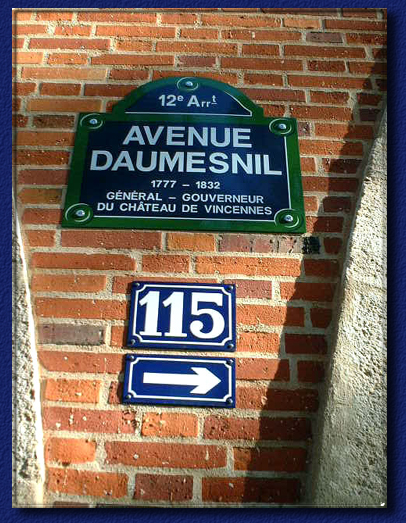 12e Arrt
AVENUE
DAUMESNIL
1777 - 1832
GÉNÉRAL - GOUVERNEUR
DU CHÂTEAU DE VINCENNES
115